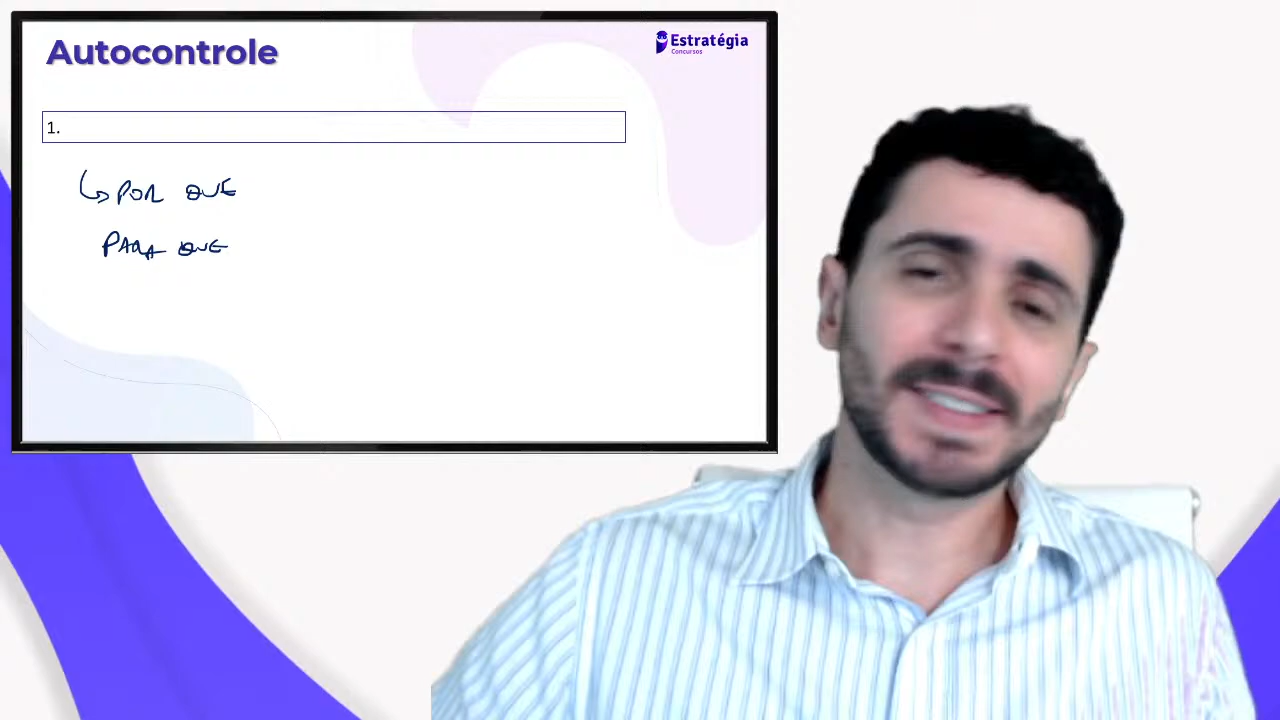 Autocontrole
Estratégia
Concursos
1.
POR QUE
PARA QUE